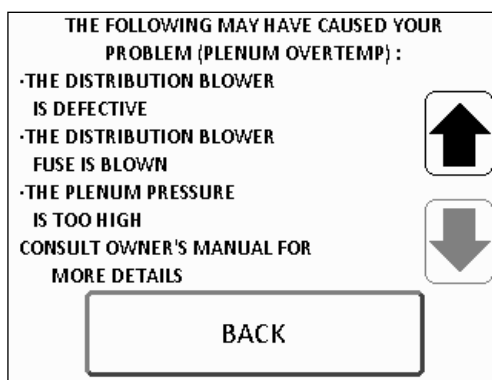 THE FOLLOWING MAY HAVE CAUSED YOUR
PROBLEM (PLENUM OVERTEMP) :
·THE DISTRIBUTION BLOWER
IS DEFECTIVE
·THE DISTRIBUTION BLOWER
FUSE IS BLOWN
·THE PLENUM PRESSURE
IS TOO HIGH
CONSULT OWNER'S MANUAL FOR
MORE DETAILS
BACK